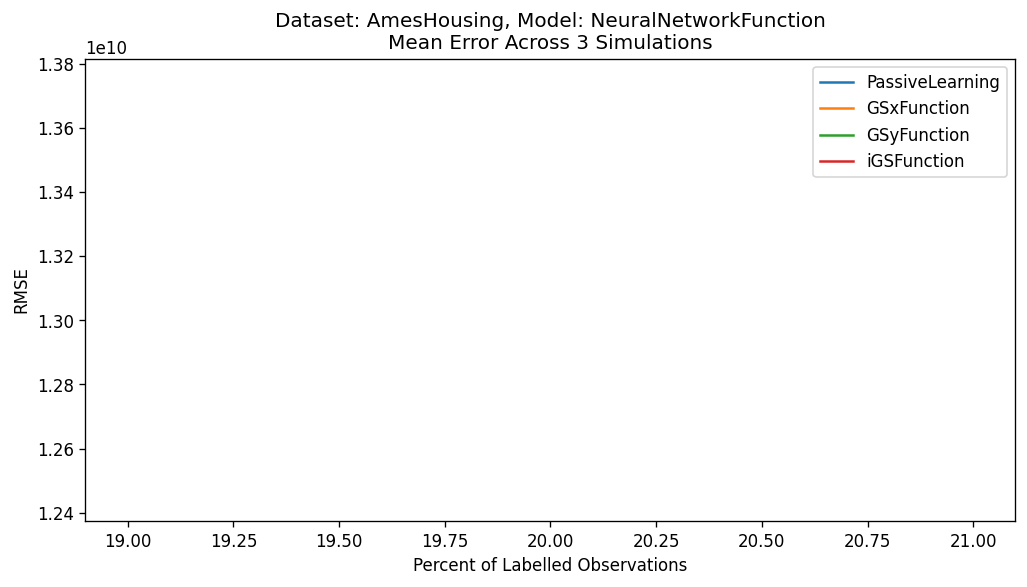 Dataset: AmesHousing, Model: NeuralNetworkFunction
Mean Error Across 3 Simulations
1e10
1.38
1.36
1.34
1.32
1.30
1.28
1.26
1.24
RMSE
PassiveLearning
GSxFunction
GSyFunction
iGSFunction
19.00 19.25 19.50 19.75 20.00 20.25 20.50 20.75 21.00
Percent of Labelled Observations